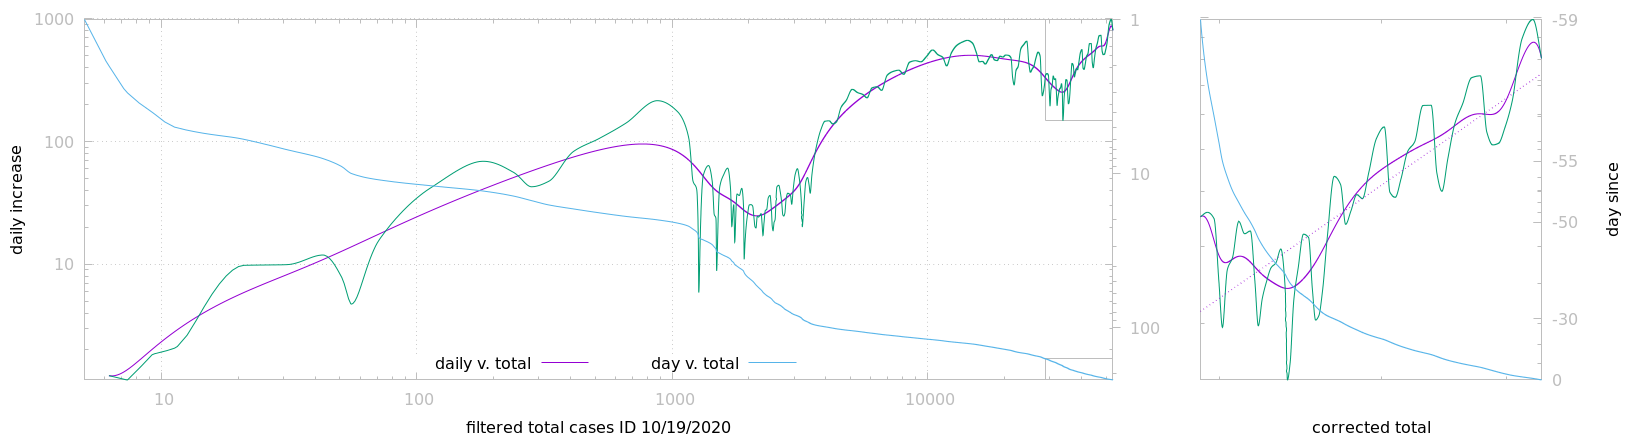 1000
100
10
daily increase
10
100
1000
10000
filtered total cases ID 10/19/2020
daily v. total
day v. total
1
10
100
-59
-55
-50
-30
0
day since
corrected total